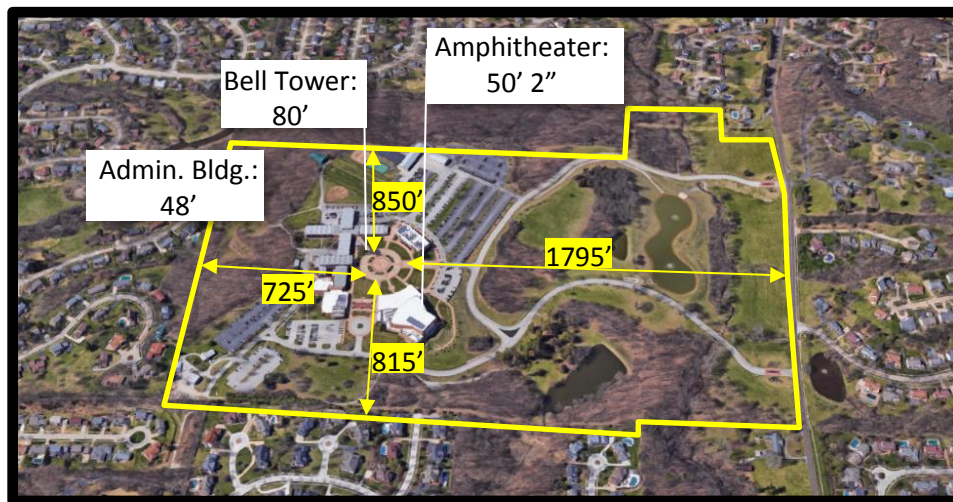 Amphitheater:
50’ 2”
Bell Tower:
80’
Admin. Bldg.:
48’
850’
1795’
725’
815’